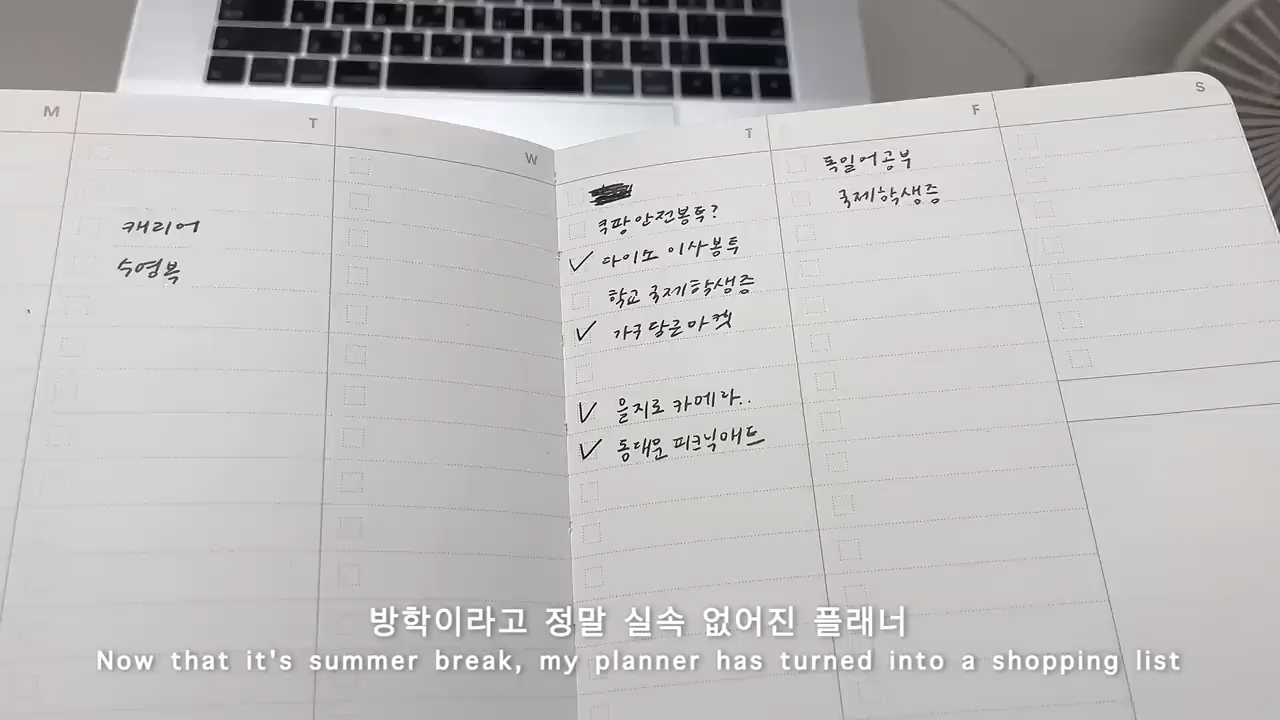 M
T
W
T
F
S
캐리어
수영복
쿠팡 안전봉투?
다이소 이사봉투
학교 국제학생증
가구 당근마켓
을지로 카메라..
동대문 피크닉매트
독일어공부
국제학생증
방학이라고 정말 실속 없어진 플래너
Now that it's summer break, my planner has turned into a shopping list